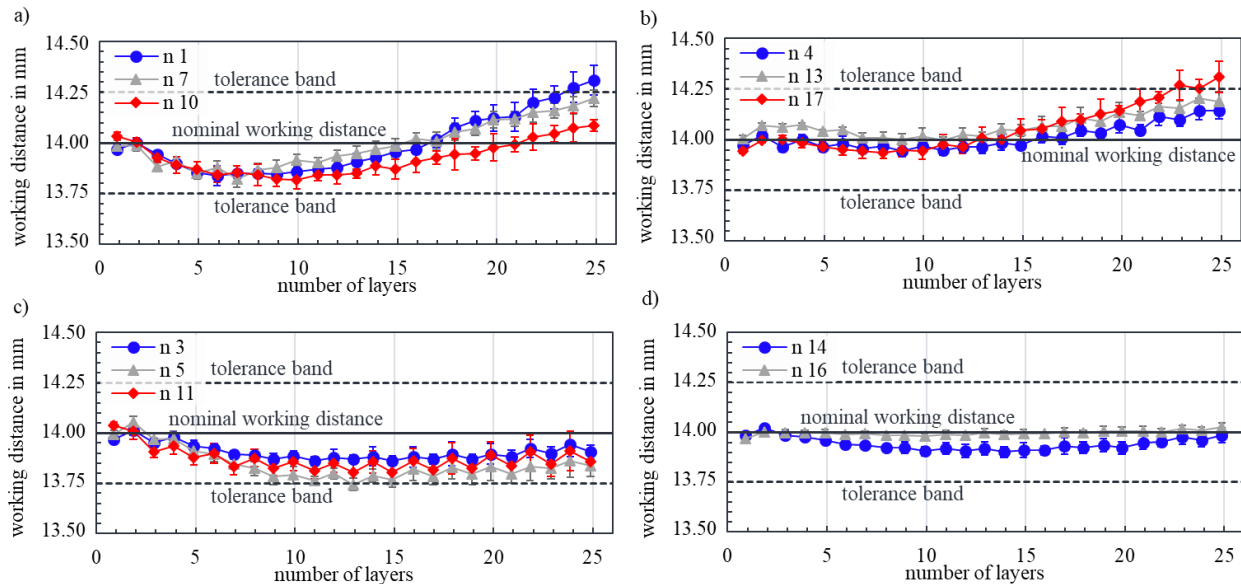 a)
working distance in mm
14.50
14.25
14.00
13.75
13.50
n 1
n 7
n 10
tolerance band
nominal working distance
tolerance band
0 5 10 15 20 25
number of layers
b)
working distance in mm
14.50
14.25
14.00
13.75
13.50
n 4
n 13
n 17
tolerance band
nominal working distance
tolerance band
0 5 10 15 20 25
number of layers
c)
working distance in mm
14.50
14.25
14.00
13.75
13.50
n 3
n 5
n 11
tolerance band
nominal working distance
tolerance band
0 5 10 15 20 25
number of layers
d)
working distance in mm
14.50
14.25
14.00
13.75
13.50
n 14
n 16
tolerance band
nominal working distance
tolerance band
0 5 10 15 20 25
number of layers